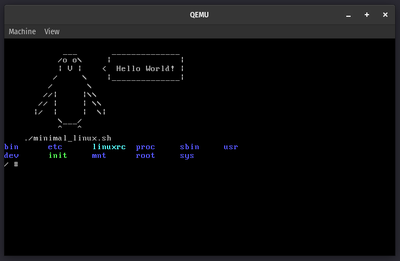 QEMU
Machine View
Hello World!
./minimal_linux.sh
bin etc linuxrc proc sbin usr
dev init mnt root sys
/ #